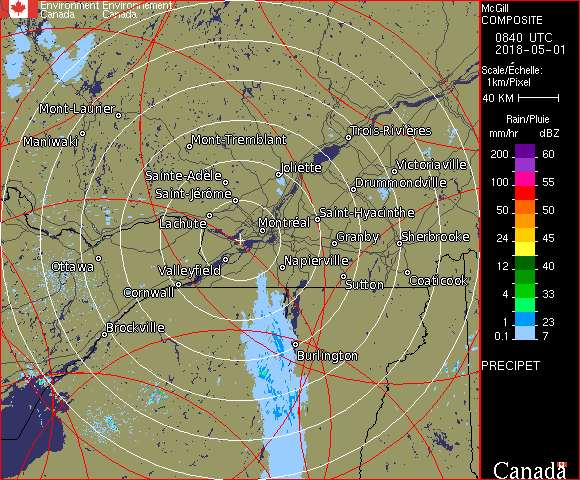 Environment Environnement
Canada Canada
McGill
COMPOSITE
0840 UTC
2018-05-01
Scale/Échelle:
1km/Pixel
40 KM
Rain/Pluie
mm/hr dBZ
200 60
150 57
100 55
50 50
24 45
12 40
4 33
1 23
0.1 7
PRECIPET
Canada
Mont-Laurier
Maniwaki
Mont-Tremblant
Trois-Rivières
Joliette
Victoriaville
Sainte-Adèle
Drummondville
Saint-Jérôme
Lachute
Saint-Hyacinthe
Montréal
Granby
Sherbrooke
Ottawa
Valleyfield
Napierville
Cornwall
Sutton
Coaticook
Brockville
Burlington